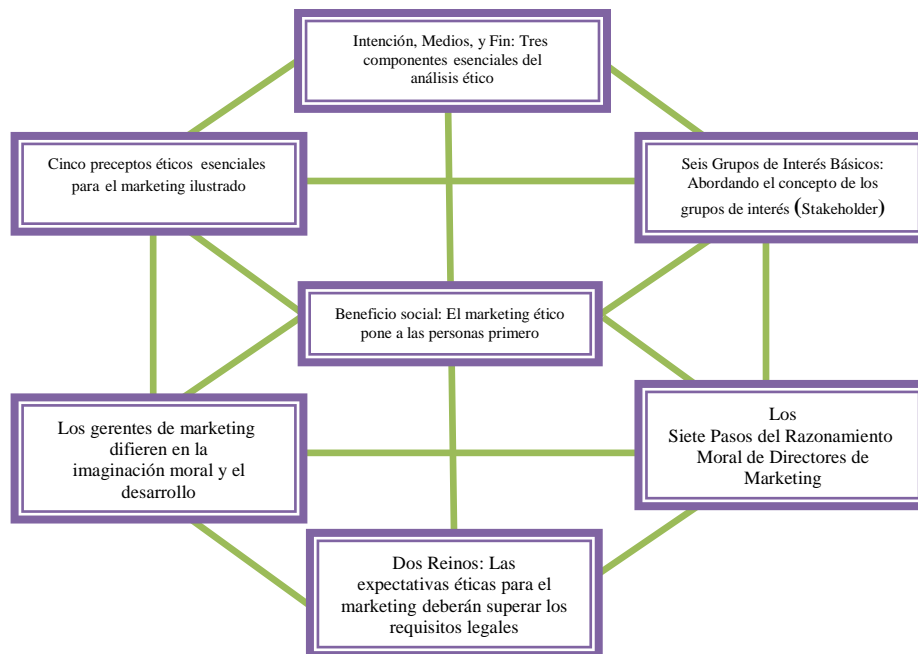 Intención, Medios, y Fin: Tres
componentes esenciales del
análisis ético
Cinco preceptos éticos esenciales
para el marketing ilustrado
Seis Grupos de Interés Básicos:
Abordando el concepto de los
grupos de interés (Stakeholder)
Beneficio social: El marketing ético
pone a las personas primero
Los gerentes de marketing
difieren en la
imaginación moral y el
desarrollo
Los
Siete Pasos del Razonamiento
Moral de Directores de
Marketing
Dos Reinos: Las
expectativas éticas para el
marketing deberán superar los
requisitos legales